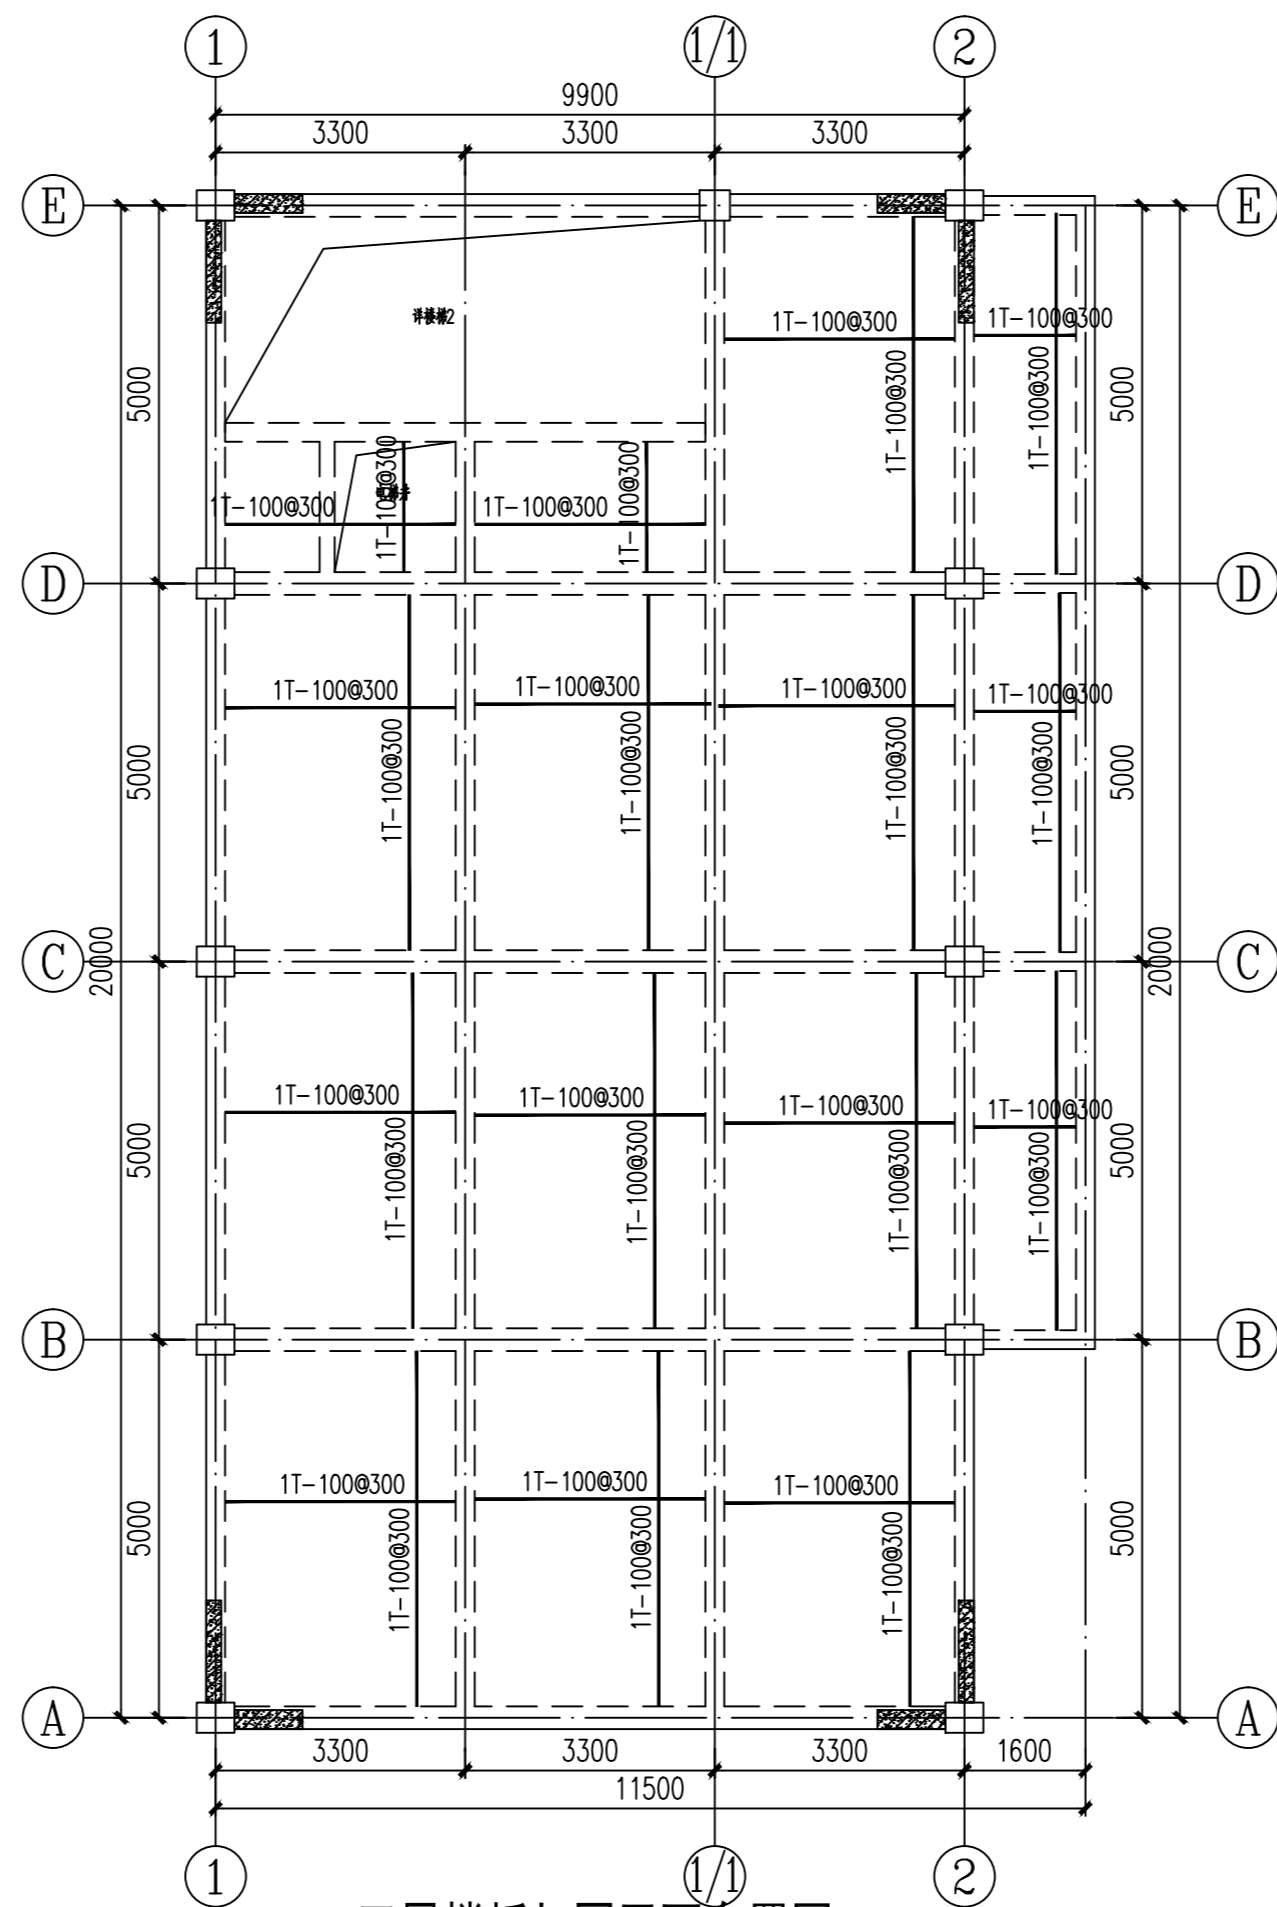 1 1/1 2
9900
3300 3300 3300
E E
详楼梯2
1T-100@300 1T-100@300
5000 1T-100@300 1T-100@300 5000
1T-100@300 1T-100@300
电梯井
1T-100@300 1T-100@300
D D
1T-100@300 1T-100@300 1T-100@300 1T-100@300
5000 1T-100@300 1T-100@300 1T-100@300 1T-100@300 5000
C 20000 20000 C
1T-100@300 1T-100@300 1T-100@300 1T-100@300
5000 1T-100@300 1T-100@300 1T-100@300 1T-100@300 5000
B B
1T-100@300 1T-100@300 1T-100@300
5000 1T-100@300 1T-100@300 1T-100@300 5000
A A
3300 3300 3300 1600
11500
1 1/1 2